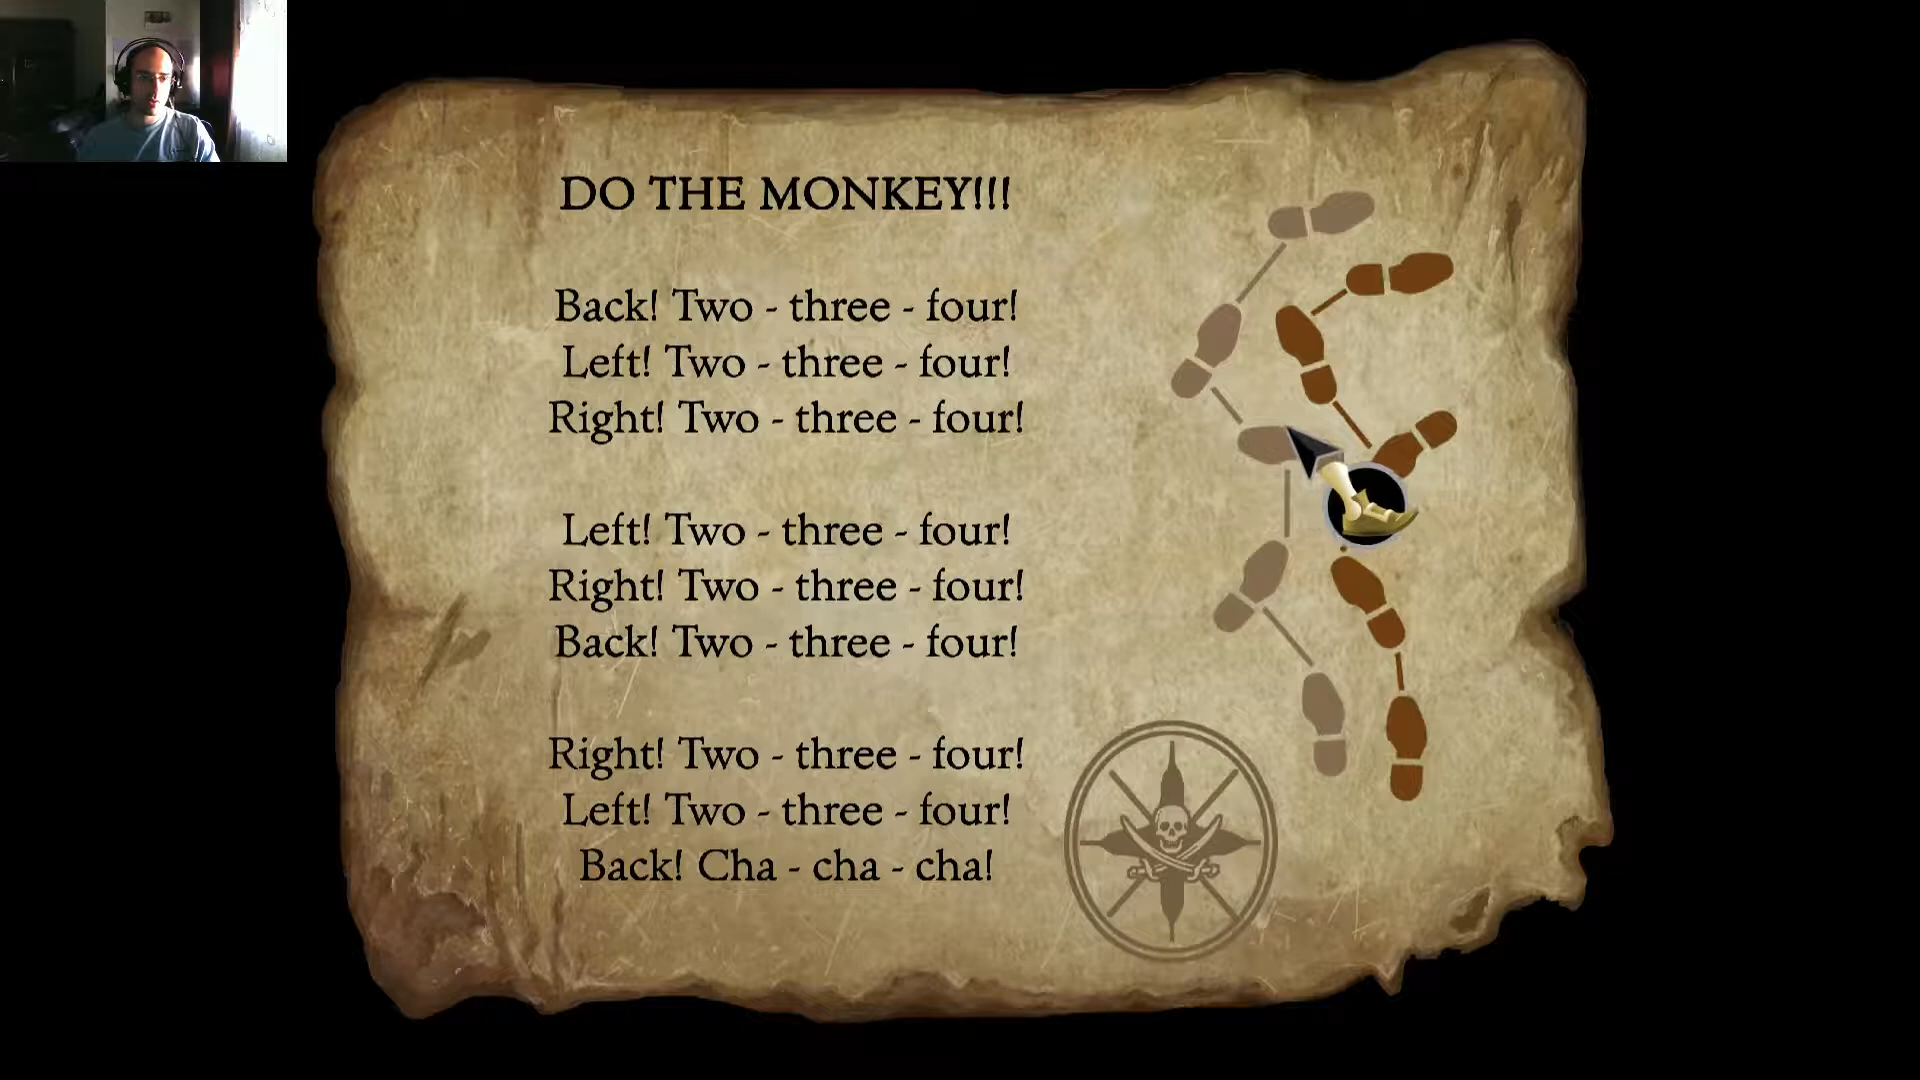 DO THE MONKEY!!!
Back! Two - three - four!
Left! Two - three - four!
Right! Two - three - four!
Left! Two - three - four!
Right! Two - three - four!
Back! Two - three - four!
Right! Two - three - four!
Left! Two - three - four!
Back! Cha - cha - cha!